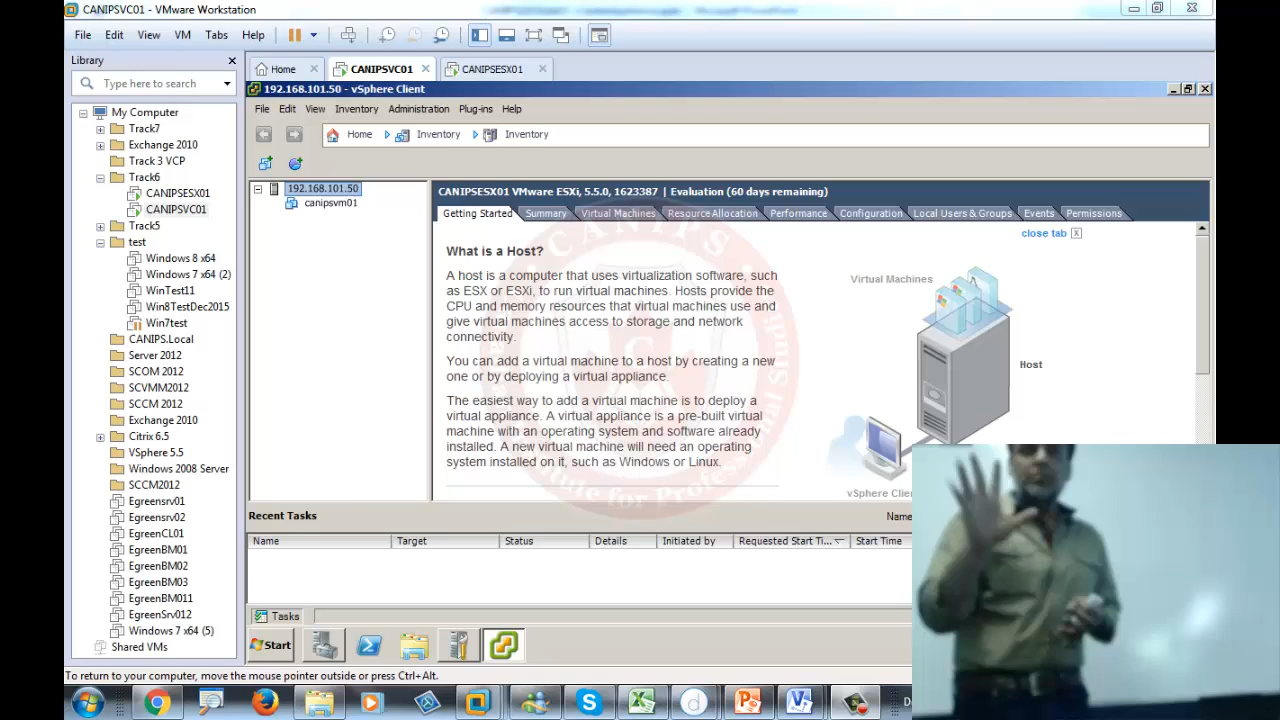 CANIPSVC01 - VMware Workstation
File Edit View VM Tabs Help
Library
Type here to search
My Computer
Track7
Exchange 2010
Track 3 VCP
Track6
CANIPSESX01
CANIPSVC01
Track5
test
Windows 8 x64
Windows 7 x64 (2)
WinTest11
Win8TestDec2015
Win7test
CANIPS.Local
Server 2012
SCOM 2012
SCVMM2012
SCCM 2012
Exchange 2010
Citrix 6.5
VSphere 5.5
Windows 2008 Server
SCCM2012
Egreensrv01
Egreensrv02
EgreenCL01
EgreenBM01
EgreenBM02
EgreenBM03
EgreenBM011
EgreenSrv012
Windows 7 x64 (5)
Shared VMs
Home CANIPSVC01 CANIPSESX01
192.168.101.50 - vSphere Client
File Edit View Inventory Administration Plug-ins Help
Home Inventory Inventory
192.168.101.50
canipsvm01
CANIPSESX01 VMware ESXi, 5.5.0, 1623387 | Evaluation (60 days remaining)
Getting Started Summary Virtual Machines Resource Allocation Performance Configuration Local Users & Groups Events Permissions
close tab X
What is a Host?
A host is a computer that uses virtualization software, such
as ESX or ESXi, to run virtual machines. Hosts provide the
CPU and memory resources that virtual machines use and
give virtual machines access to storage and network
connectivity.
You can add a virtual machine to a host by creating a new
one or by deploying a virtual appliance.
The easiest way to add a virtual machine is to deploy a
virtual appliance. A virtual appliance is a pre-built virtual
machine with an operating system and software already
installed. A new virtual machine will need an operating
system installed on it, such as Windows or Linux.
Virtual Machines
Host
vSphere Clie
CANIPS
Institute for Professional Studies
Recent Tasks
Name
Name Target Status Details Initiated by Requested Start Ti... Start Time
Tasks
Start
To return to your computer, move the mouse pointer outside or press Ctrl+Alt.